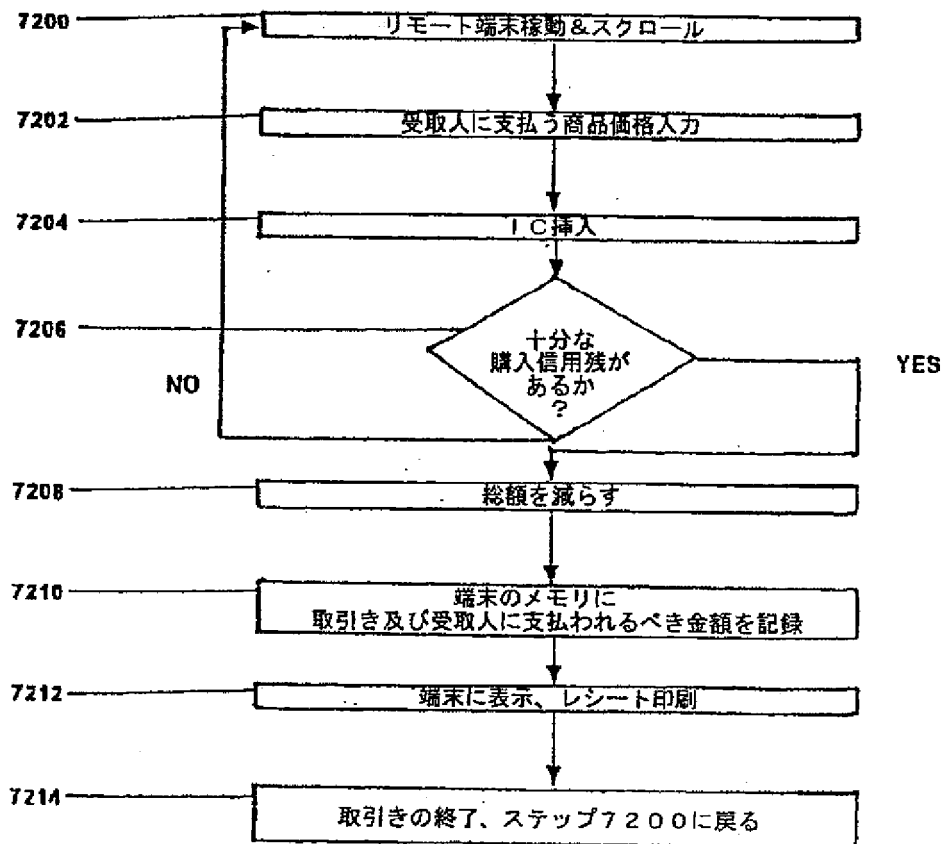 7200
リモート端末稼動&スクロール
7202
受取人に支払う商品価格入力
7204
IC挿入
7206
十分な
購入信用残が
あるか
?
NO
YES
7208
総額を減らす
7210
端末のメモリに
取引き及び受取人に支払われるべき金額を記録
7212
端末に表示、レシート印刷
7214
取引きの終了、ステップ7200に戻る